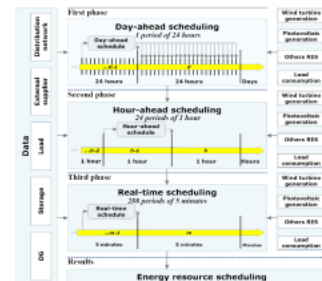 First phase
Day-ahead scheduling
1 period of 24 hours
Day-ahead
schedule
24 hours
24 hours
Days
Second phase
Hour-ahead scheduling
24 periods of 1 hour
Hour-ahead
schedule
1 hour
1 hour
1 hour
Hours
Third phase
Real-time scheduling
288 periods of 5 minutes
Real-time
schedule
5 minutes
5 minutes
Minutes
Results
Energy resource scheduling
Data
Distribution
network
External
supplier
Load
Storage
DG
Wind turbine
generation
Photovoltaic
generation
Others RES
Load
consumption
Wind turbine
generation
Photovoltaic
generation
Others RES
Load
consumption
Wind turbine
generation
Photovoltaic
generation
Others RES
Load
consumption